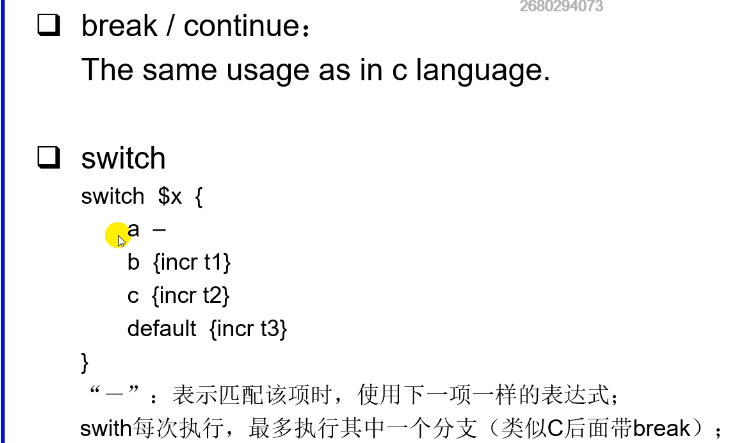 2680294073
❑ break / continue：
The same usage as in c language.
❑ switch
switch $x {
a –
b {incr t1}
c {incr t2}
default {incr t3}
}
“－”：表示匹配该项时，使用下一项一样的表达式；
swith每次执行，最多执行其中一个分支（类似C后面带break）；